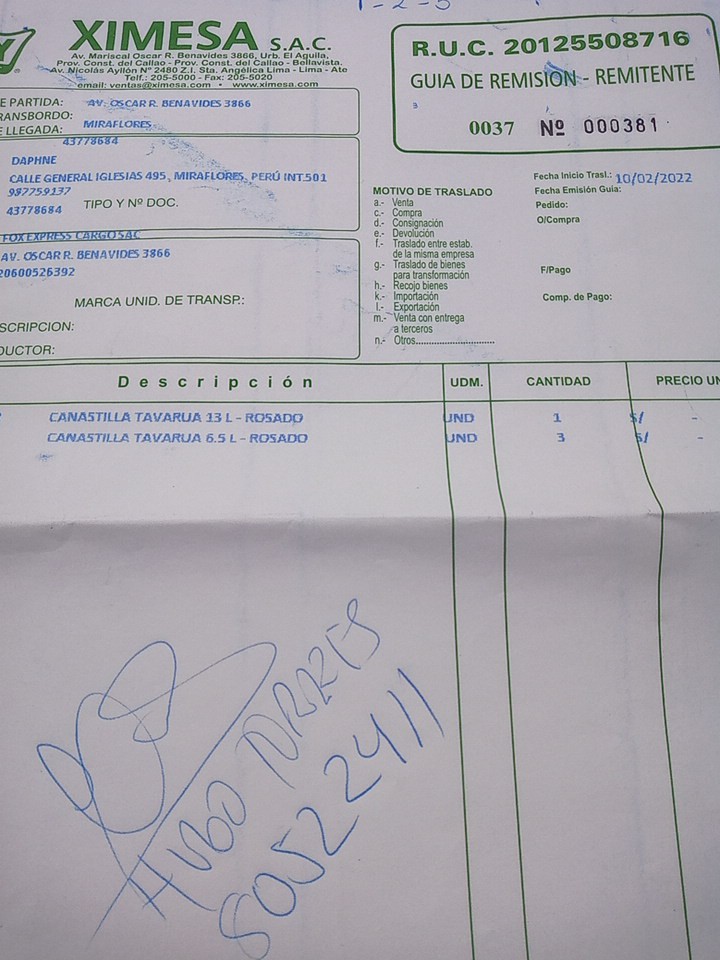 1-2-3
XIMESA S.A.C.
Av. Mariscal Oscar R. Benavides 3866, Urb. El Aguila,
Prov. Const. del Callao - Prov. Const. del Callao - Bellavista.
Av. Nicolás Ayllón Nº 2480 Z.I. Sta. Angélica Lima - Lima - Ate
Telf.: 205-5000 - Fax: 205-5020
email: ventas@ximesa.com • www.ximesa.com
R.U.C. 20125508716
GUIA DE REMISIÓN - REMITENTE
0037 Nº 000381
E PARTIDA: AV. OSCAR R. BENAVIDES 3866
RANSBORDO:
E LLEGADA: MIRAFLORES
43778684
DAPHNE
CALLE GENERAL IGLESIAS 495, MIRAFLORES, PERÚ INT.501
987759137
43778684 TIPO Y Nº DOC.
FOX EXPRESS CARGO SAC
AV. OSCAR R. BENAVIDES 3866
20600526392
MARCA UNID. DE TRANSP.:
SCRIPCION:
DUCTOR:
MOTIVO DE TRASLADO
a.- Venta
c.- Compra
d.- Consignación
e.- Devolución
f.- Traslado entre estab.
de la misma empresa
g.- Traslado de bienes
para transformación
h.- Recojo bienes
k.- Importación
l.- Exportación
m.- Venta con entrega
a terceros
n.- Otros..............................
Fecha Inicio Trasl.: 10/02/2022
Fecha Emisión Guia:
Pedido:
O/Compra
F/Pago
Comp. de Pago:
Descripción UDM. CANTIDAD PRECIO UN
CANASTILLA TAVARUA 13 L - ROSADO UND 1 S/ -
CANASTILLA TAVARUA 6.5 L - ROSADO UND 3 S/ -
HUGO TORRES
80522411